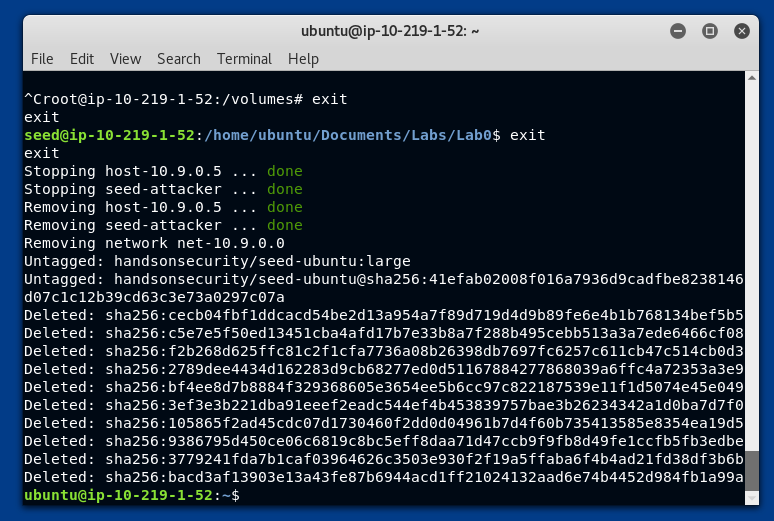 ubuntu@ip-10-219-1-52: ~
File Edit View Search Terminal Help
^Croot@ip-10-219-1-52:/volumes# exit
exit
seed@ip-10-219-1-52:/home/ubuntu/Documents/Labs/Lab0$ exit
exit
Stopping host-10.9.0.5 ... done
Stopping seed-attacker ... done
Removing host-10.9.0.5 ... done
Removing seed-attacker ... done
Removing network net-10.9.0.0
Untagged: handsonsecurity/seed-ubuntu:large
Untagged: handsonsecurity/seed-ubuntu@sha256:41efab02008f016a7936d9cadfbe8238146
d07c1c12b39cd63c3e73a0297c07a
Deleted: sha256:cecb04fbf1ddcacd54be2d13a954a7f89d719d4d9b89fe6e4b1b768134bef5b5
Deleted: sha256:c5e7e5f50ed13451cba4afd17b7e33b8a7f288b495cebb513a3a7ede6466cf08
Deleted: sha256:f2b268d625ffc81c2f1cfa7736a08b26398db7697fc6257c611cb47c514cb0d3
Deleted: sha256:2789dee4434d162283d9cb68277ed0d51167884277868039a6ffc4a72353a3e9
Deleted: sha256:bf4ee8d7b8884f329368605e3654ee5b6cc97c822187539e11f1d5074e45e049
Deleted: sha256:3ef3e3b221dba91eeef2eadc544ef4b453839757bae3b26234342a1d0ba7d7f0
Deleted: sha256:105865f2ad45cdc07d1730460f2dd0d04961b7d4f60b735413585e8354ea19d5
Deleted: sha256:9386795d450ce06c6819c8bc5eff8daa71d47ccb9f9fb8d49fe1ccfb5fb3edbe
Deleted: sha256:3779241fda7b1caf03964626c3503e930f2f19a5ffaba6f4b4ad21fd38df3b6b
Deleted: sha256:bacd3af13903e13a43fe87b6944acd1ff21024132aad6e74b4452d984fb1a99a
ubuntu@ip-10-219-1-52:~$